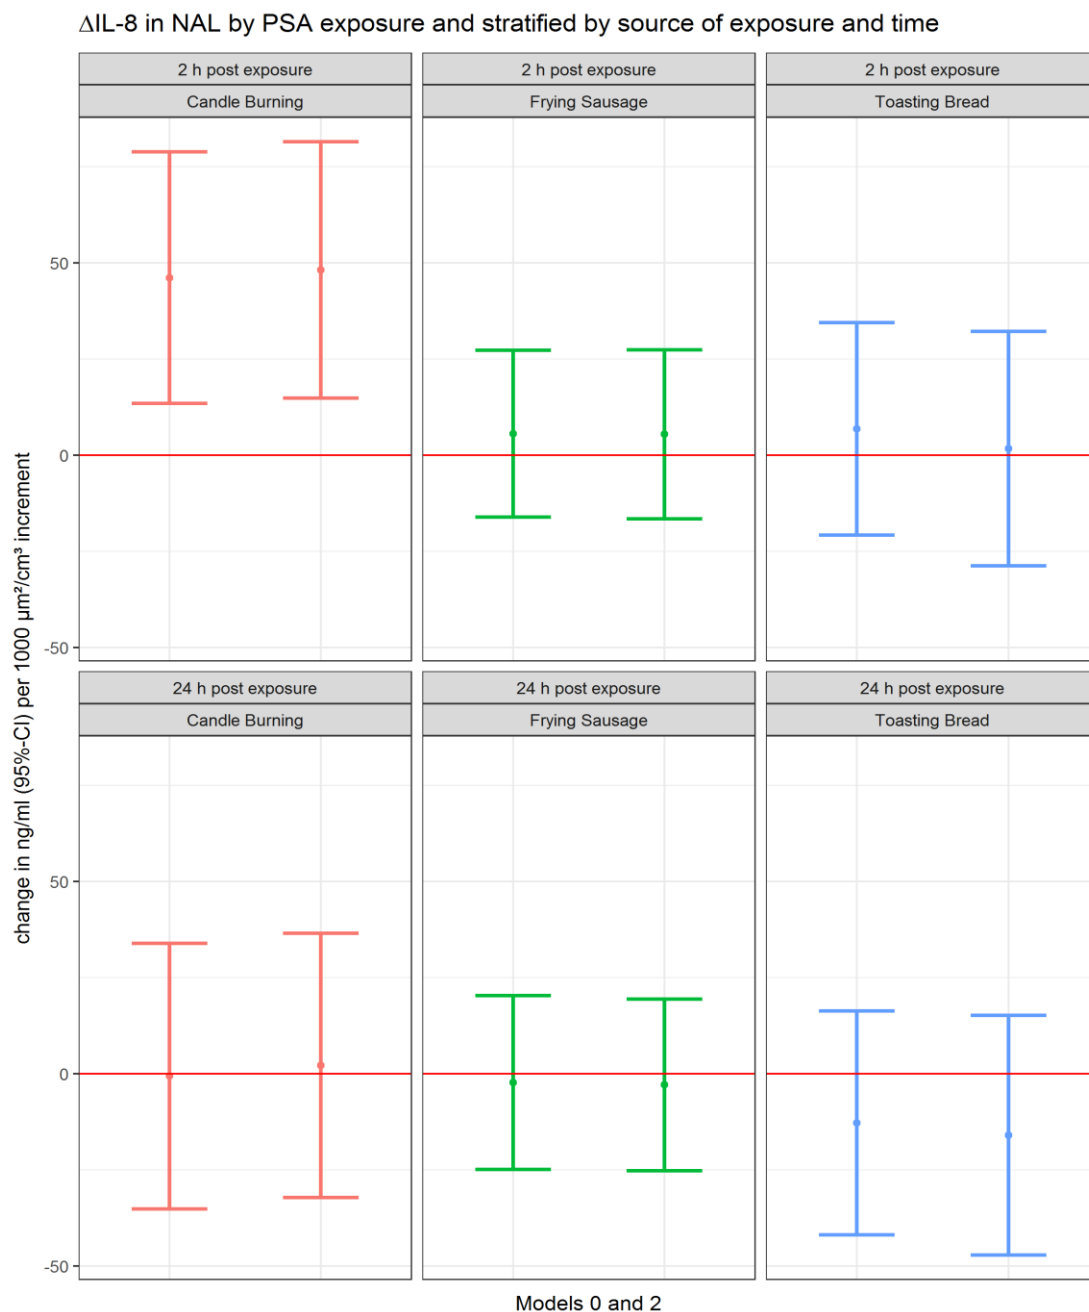 ΔIL-8 in NAL by PSA exposure and stratified by source of exposure and time
2 h post exposure
2 h post exposure
2 h post exposure
Candle Burning
Frying Sausage
Toasting Bread
50
0
-50
change in ng/ml (95%-CI) per 1000 µm²/cm³ increment
24 h post exposure
24 h post exposure
24 h post exposure
Candle Burning
Frying Sausage
Toasting Bread
50
0
-50
Models 0 and 2